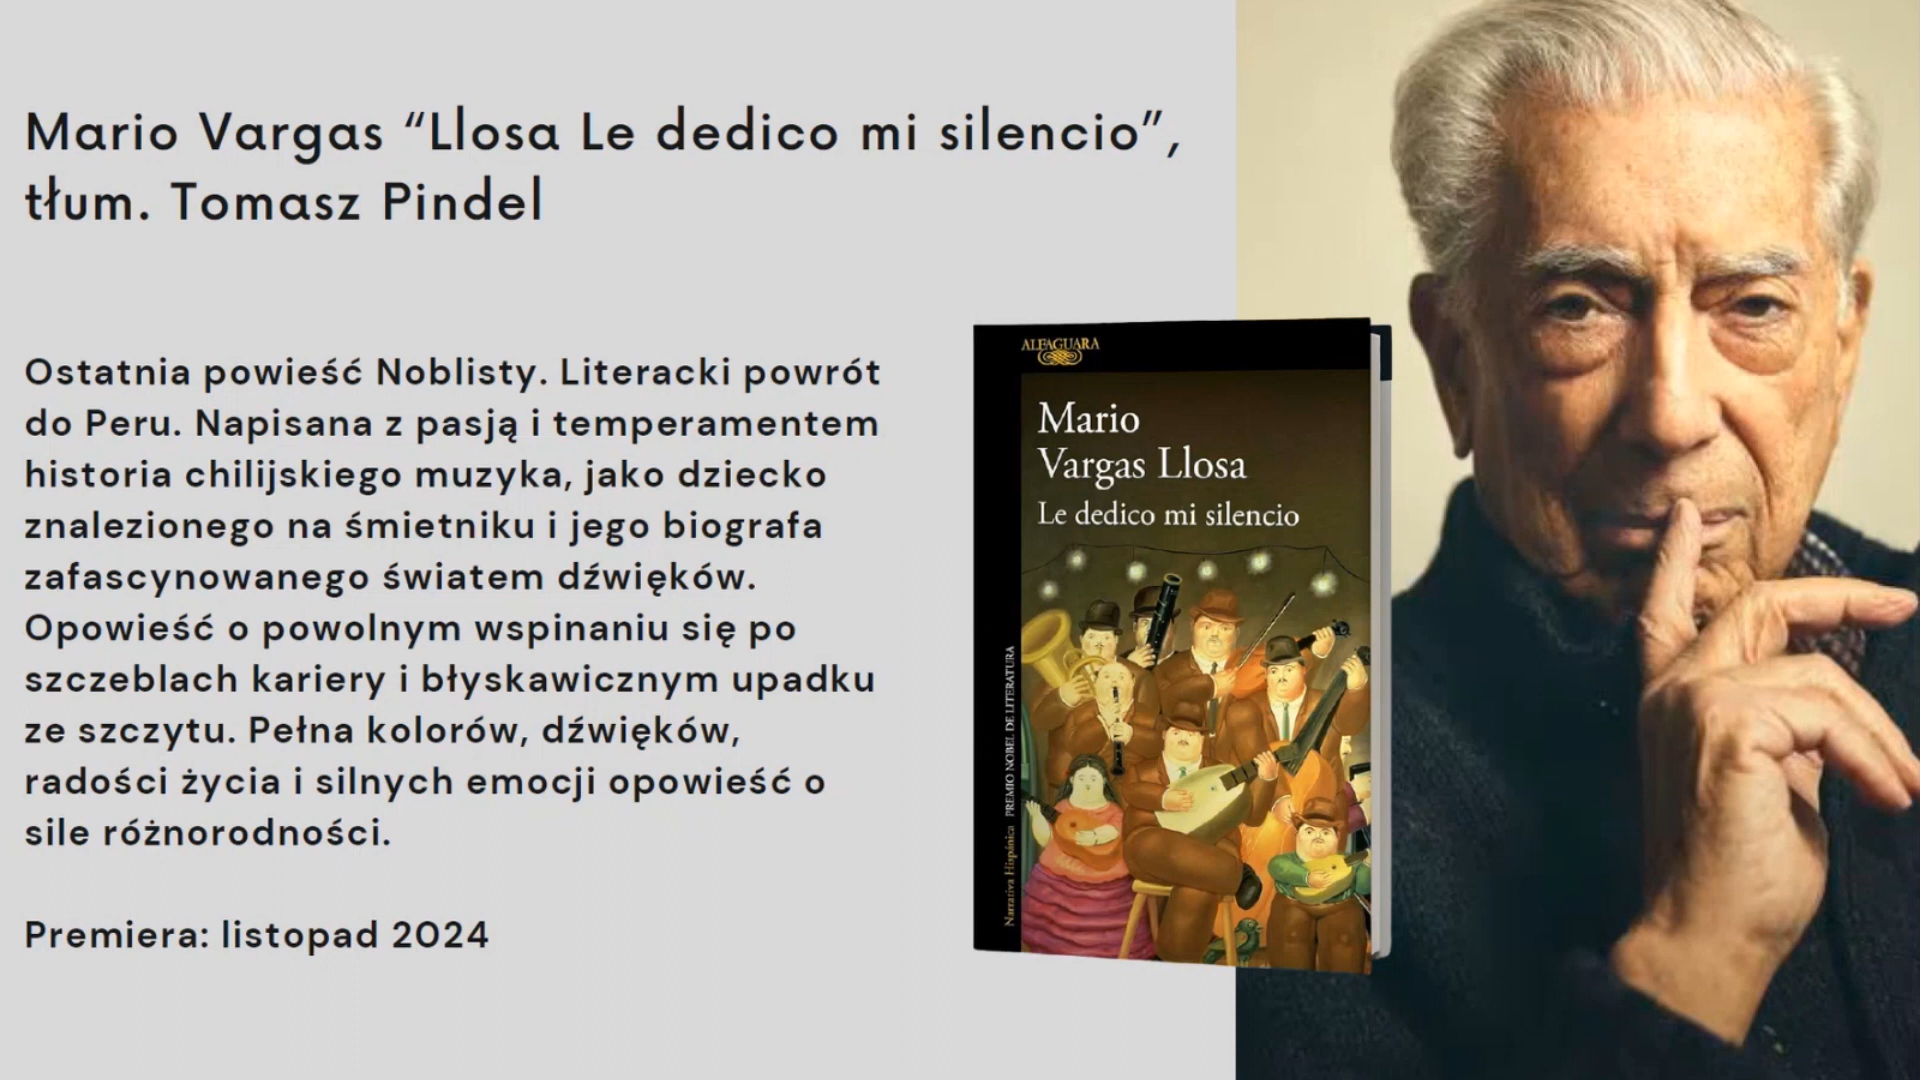 Mario Vargas “Llosa Le dedico mi silencio”,
tłum. Tomasz Pindel
Ostatnia powieść Noblisty. Literacki powrót
do Peru. Napisana z pasją i temperamentem
historia chilijskiego muzyka, jako dziecko
znalezionego na śmietniku i jego biografa
zafascynowanego światem dźwięków.
Opowieść o powolnym wspinaniu się po
szczeblach kariery i błyskawicznym upadku
ze szczytu. Pełna kolorów, dźwięków,
radości życia i silnych emocji opowieść o
sile różnorodności.
Premiera: listopad 2024
ALFAGUARA
Mario
Vargas Llosa
Le dedico mi silencio
Narrativa Hispánica PREMIO NOBEL DE LITERATURA